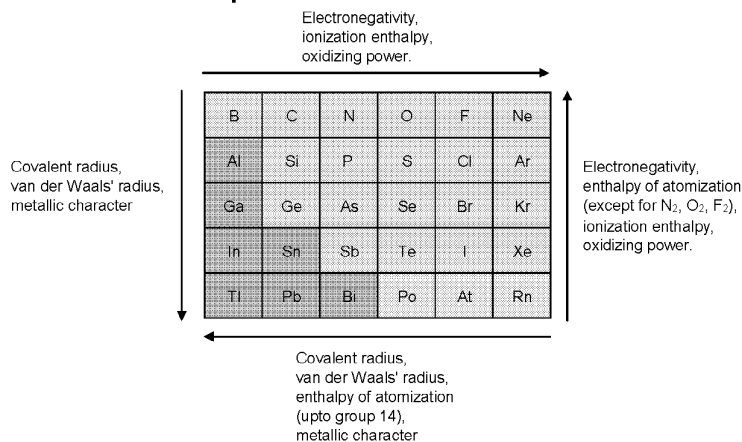 Electronegativity,
ionization enthalpy,
oxidizing power.
B C N O F Ne
Al Si P S Cl Ar
Ga Ge As Se Br Kr
In Sn Sb Te I Xe
Tl Pb Bi Po At Rn
Covalent radius,
van der Waals' radius,
metallic character
Electronegativity,
enthalpy of atomization
(except for N₂, O₂, F₂),
ionization enthalpy,
oxidizing power.
Covalent radius,
van der Waals' radius,
enthalpy of atomization
(upto group 14),
metallic character